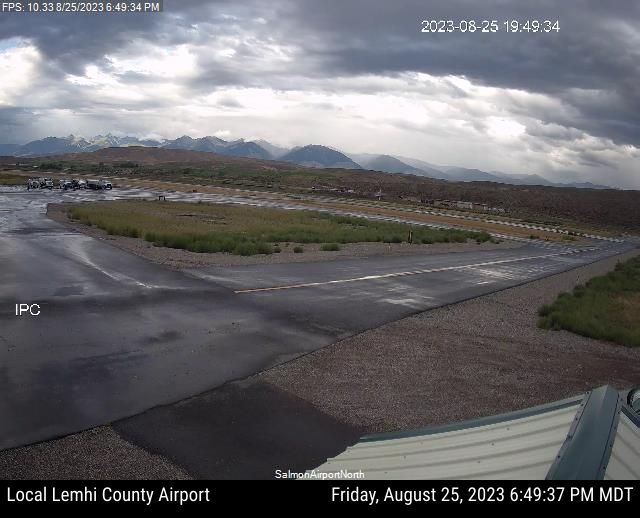 FPS: 10.33 8/25/2023 6:49:34 PM
2023-08-25 19:49:34
IPC
SalmonAirportNorth
Local Lemhi County Airport
Friday, August 25, 2023 6:49:37 PM MDT